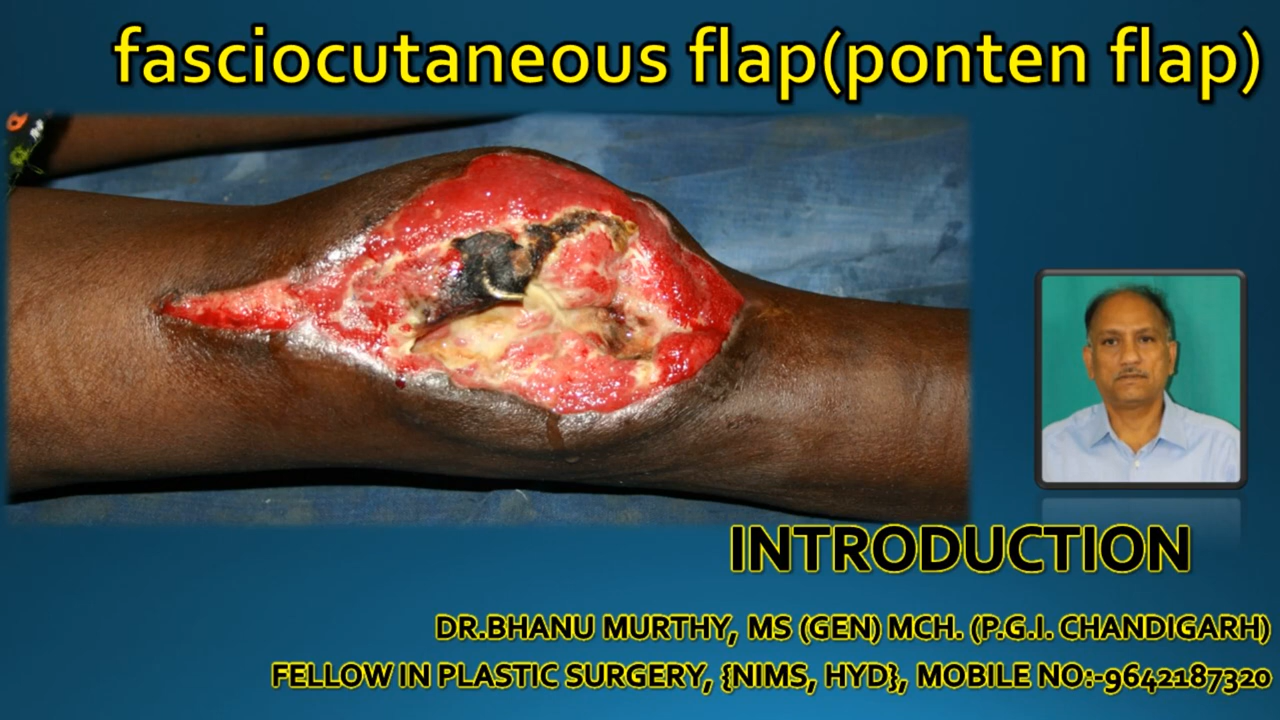 fasciocutaneous flap(ponten flap)
INTRODUCTION
DR.BHANU MURTHY, MS (GEN) MCH. (P.G.I. CHANDIGARH)
FELLOW IN PLASTIC SURGERY, {NIMS, HYD}, MOBILE NO:-9642187320